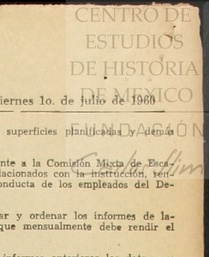 CENTRO DE
ESTUDIOS
DE HISTORIA
DE MEXICO
FUNDACIÓN
iernes 1o. de julio de 1960
superficies planificadas y demás
nte a la Comisión Mixta de Esca-
lacionados con la instrucción, ren-
onducta de los empleados del De-
ar y ordenar los informes de la-
que mensualmente debe rendir el